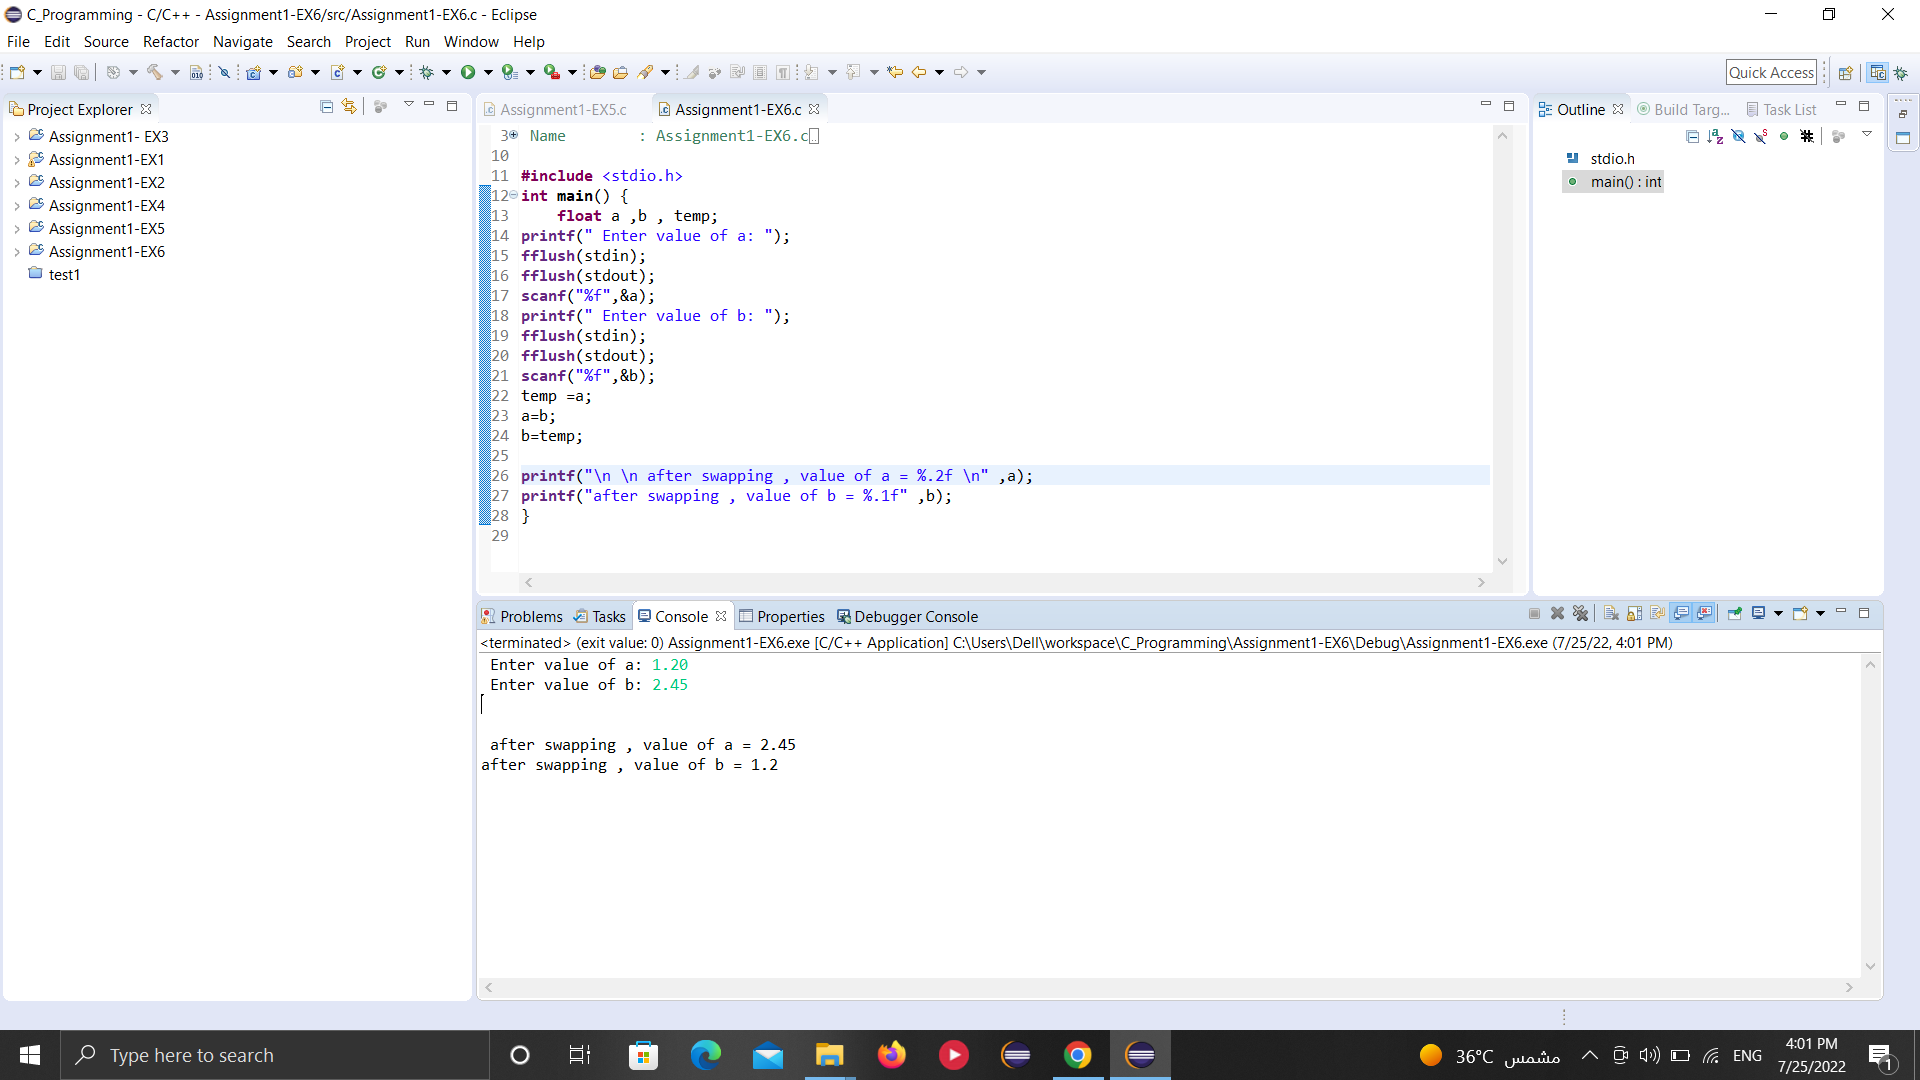 C_Programming - C/C++ - Assignment1-EX6/src/Assignment1-EX6.c - Eclipse
File Edit Source Refactor Navigate Search Project Run Window Help
Quick Access
Project Explorer
Assignment1- EX3
Assignment1-EX1
Assignment1-EX2
Assignment1-EX4
Assignment1-EX5
Assignment1-EX6
test1
Assignment1-EX5.c Assignment1-EX6.c
3 Name : Assignment1-EX6.c
10
11 #include <stdio.h>
12 int main() {
13 float a ,b , temp;
14 printf(" Enter value of a: ");
15 fflush(stdin);
16 fflush(stdout);
17 scanf("%f",&a);
18 printf(" Enter value of b: ");
19 fflush(stdin);
20 fflush(stdout);
21 scanf("%f",&b);
22 temp =a;
23 a=b;
24 b=temp;
25
26 printf("\n \n after swapping , value of a = %.2f \n" ,a);
27 printf("after swapping , value of b = %.1f" ,b);
28 }
29
Outline Build Targ... Task List
stdio.h
main() : int
Problems Tasks Console Properties Debugger Console
<terminated> (exit value: 0) Assignment1-EX6.exe [C/C++ Application] C:\Users\Dell\workspace\C_Programming\Assignment1-EX6\Debug\Assignment1-EX6.exe (7/25/22, 4:01 PM)
Enter value of a: 1.20
Enter value of b: 2.45
after swapping , value of a = 2.45
after swapping , value of b = 1.2
Type here to search
36°C مشمس
ENG
4:01 PM
7/25/2022
1